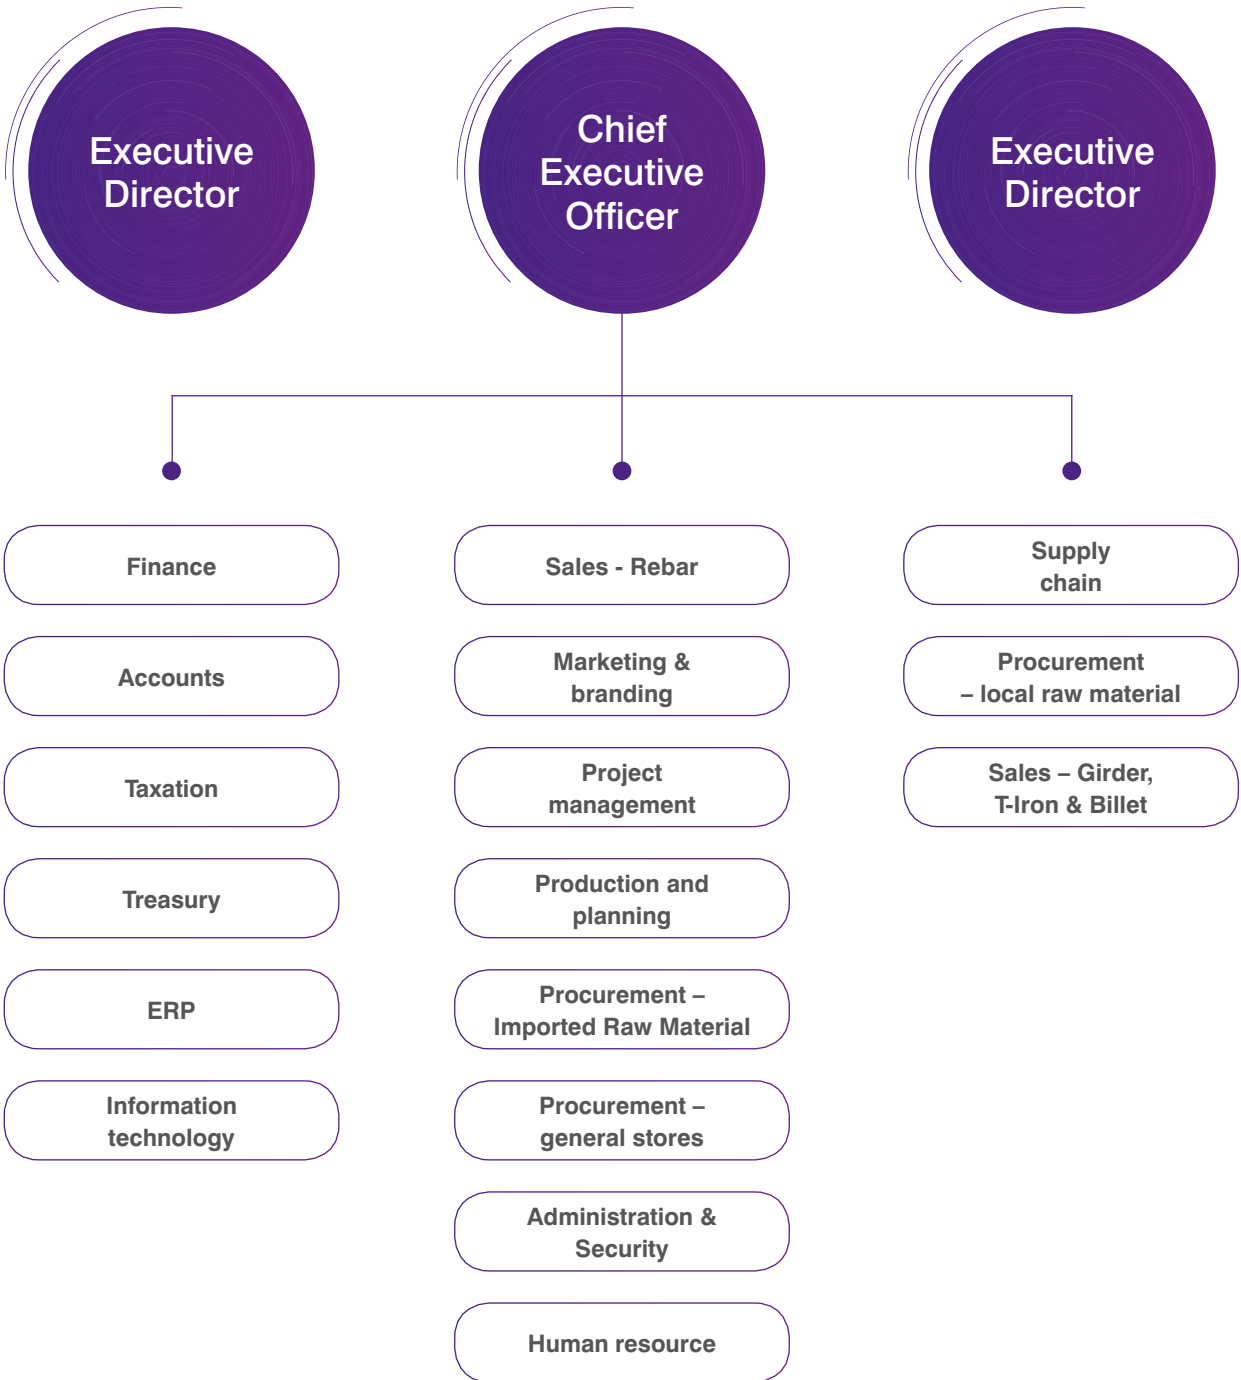 Executive
Director
Chief
Executive
Officer
Executive
Director
Finance
Accounts
Taxation
Treasury
ERP
Information
technology
Sales - Rebar
Marketing &
branding
Project
management
Production and
planning
Procurement –
Imported Raw Material
Procurement –
general stores
Administration &
Security
Human resource
Supply
chain
Procurement
– local raw material
Sales – Girder,
T-Iron & Billet